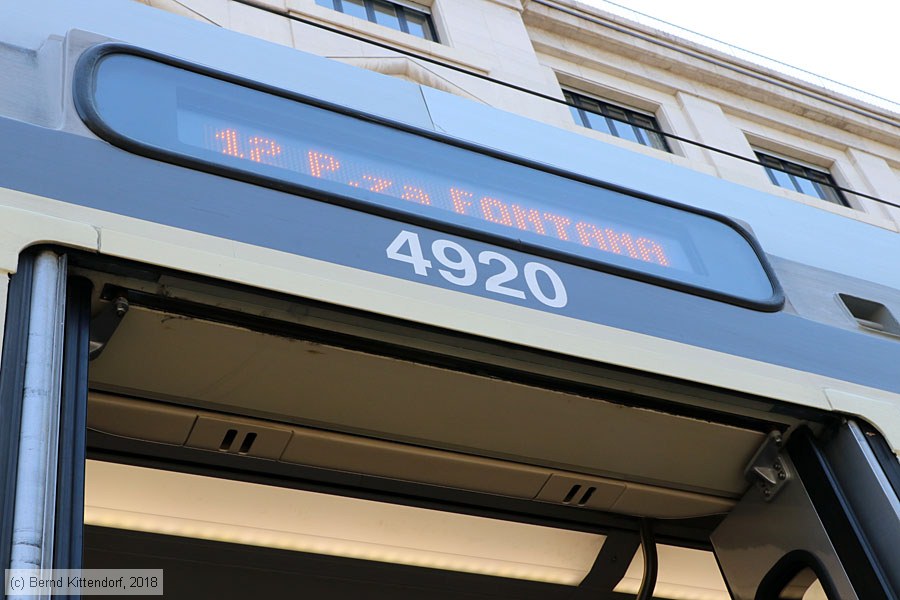 12 P.ZA FONTANA
4920
(c) Bernd Kittendorf, 2018